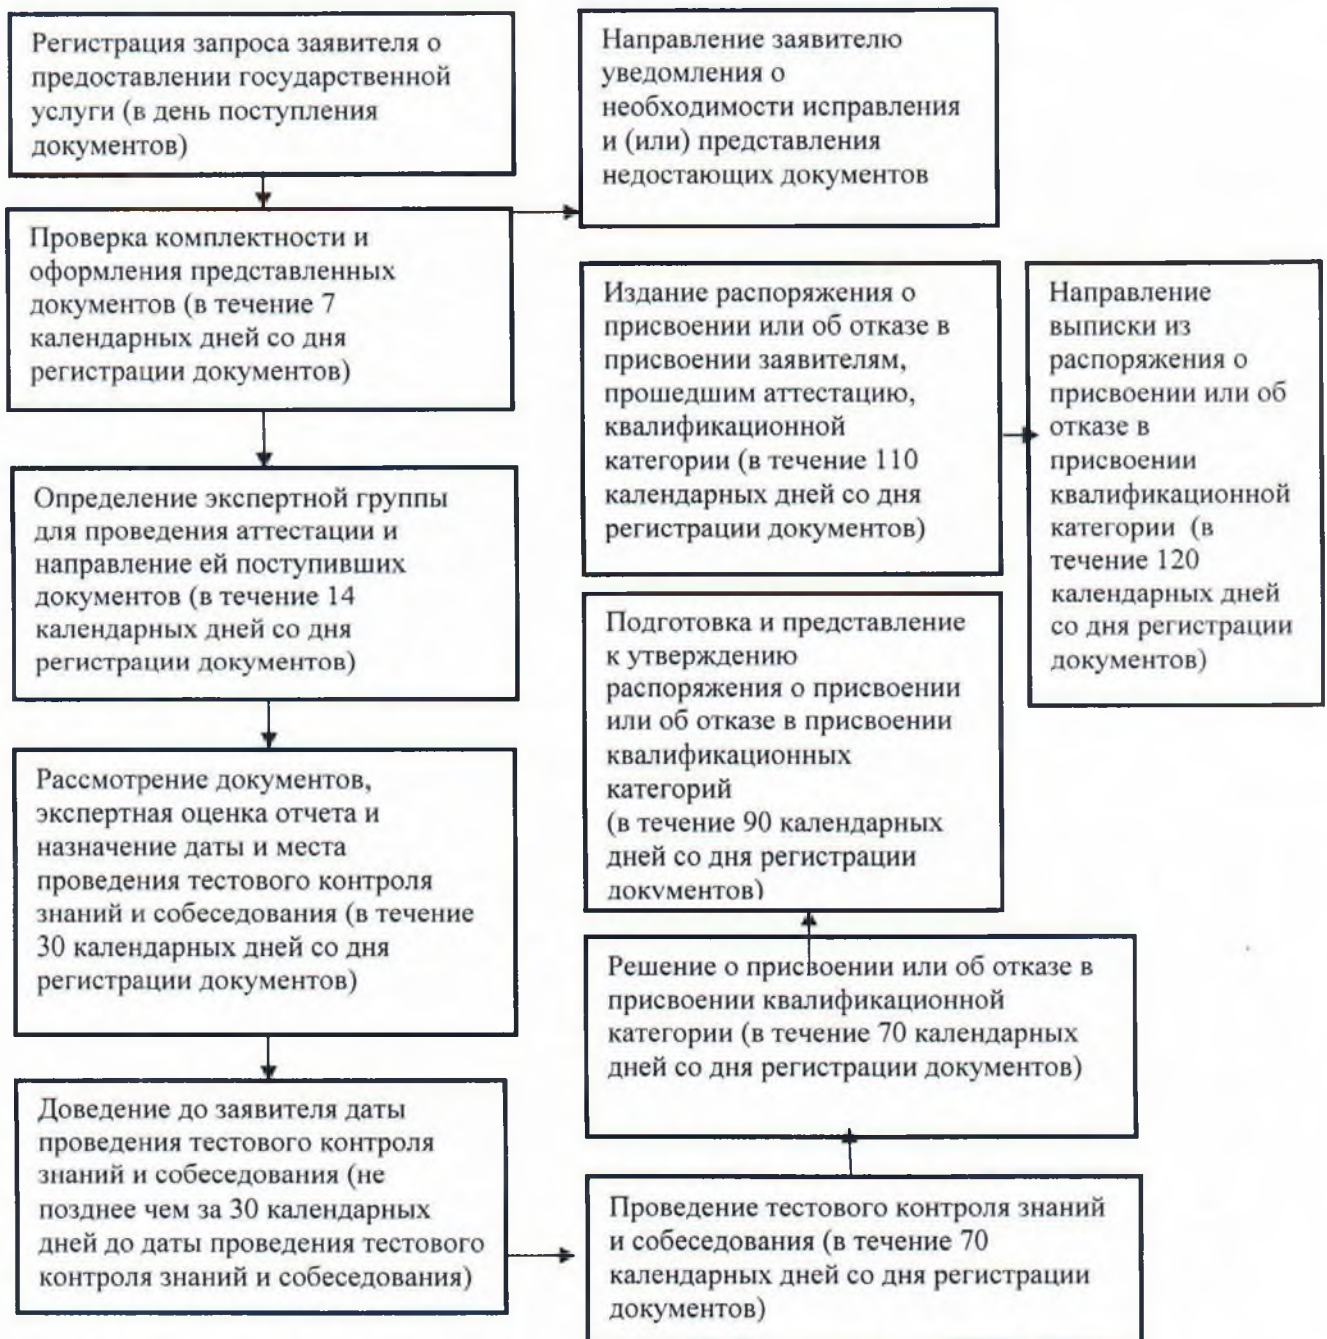 Регистрация запроса заявителя о
предоставлении государственной
услуги (в день поступления
документов)
Направление заявителю
уведомления о
необходимости исправления
и (или) представления
недостающих документов
Проверка комплектности и
оформления представленных
документов (в течение 7
календарных дней со дня
регистрации документов)
Определение экспертной группы
для проведения аттестации и
направление ей поступивших
документов (в течение 14
календарных дней со дня
регистрации документов)
Рассмотрение документов,
экспертная оценка отчета и
назначение даты и места
проведения тестового контроля
знаний и собеседования (в течение
30 календарных дней со дня
регистрации документов)
Доведение до заявителя даты
проведения тестового контроля
знаний и собеседования (не
позднее чем за 30 календарных
дней до даты проведения тестового
контроля знаний и собеседования)
Проведение тестового контроля знаний
и собеседования (в течение 70
календарных дней со дня регистрации
документов)
Решение о присвоении или об отказе в
присвоении квалификационной
категории (в течение 70 календарных
дней со дня регистрации документов)
Подготовка и представление
к утверждению
распоряжения о присвоении
или об отказе в присвоении
квалификационных
категорий
(в течение 90 календарных
дней со дня регистрации
документов)
Издание распоряжения о
присвоении или об отказе в
присвоении заявителям,
прошедшим аттестацию,
квалификационной
категории (в течение 110
календарных дней со дня
регистрации документов)
Направление
выписки из
распоряжения о
присвоении или об
отказе в
присвоении
квалификационной
категории (в
течение 120
календарных дней
со дня регистрации
документов)